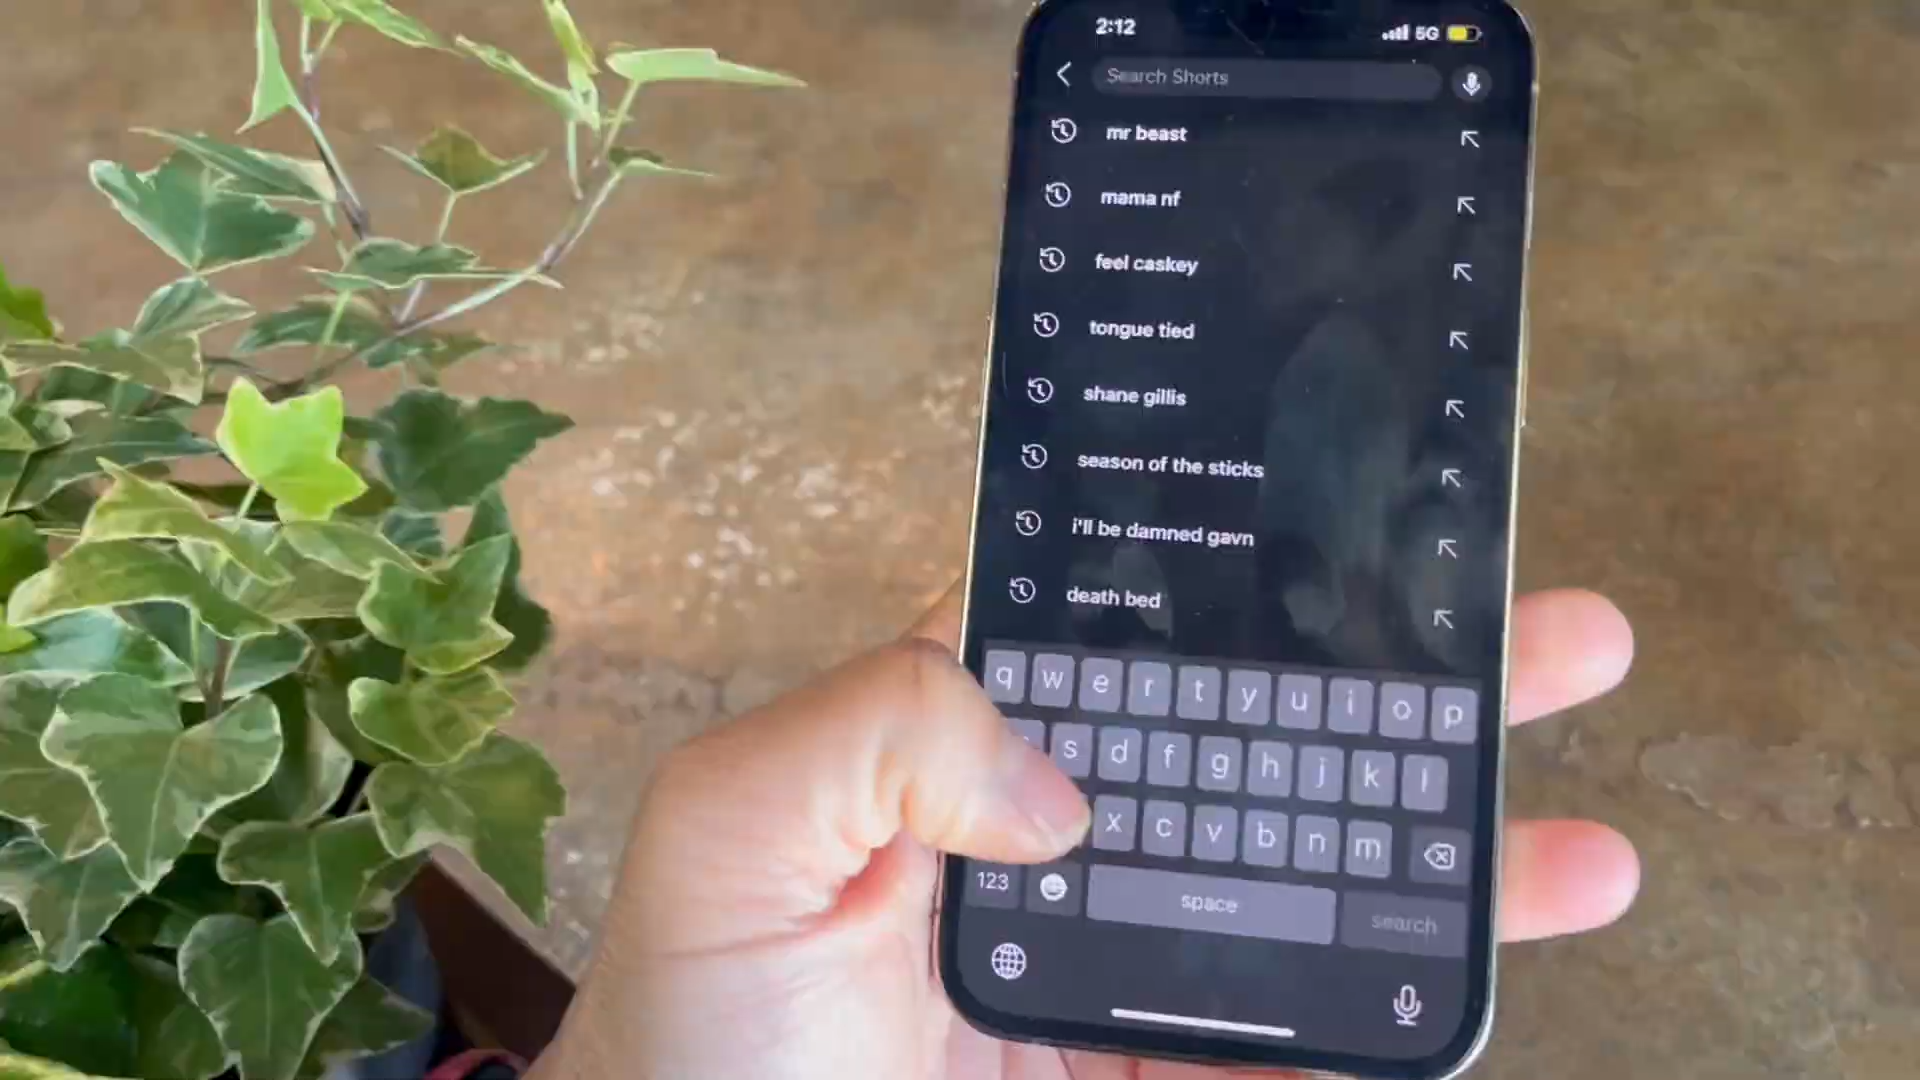 2:12 5G
Search Shorts
mr beast
mama nf
feel caskey
tongue tied
shane gillis
season of the sticks
i'll be damned gavn
death bed
q w e r t y u i o p
s d f g h j k l
x c v b n m
123 space search